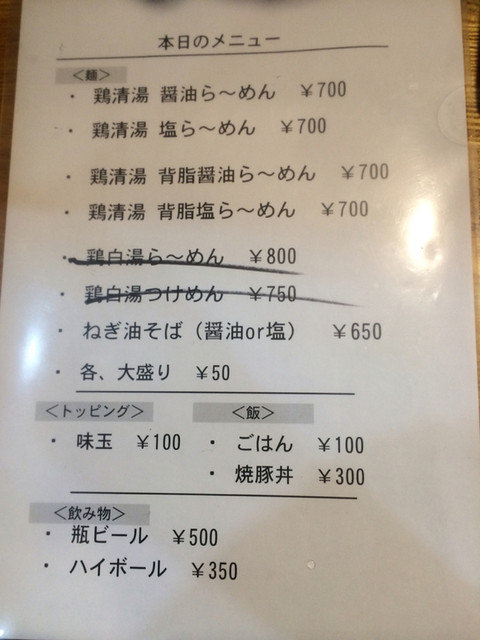 本日のメニュー
＜麺＞
・ 鶏清湯 醤油ら～めん ￥700
・ 鶏清湯 塩ら～めん ￥700
・ 鶏清湯 背脂醤油ら～めん ￥700
・ 鶏清湯 背脂塩ら～めん ￥700
・ 鶏白湯ら～めん ￥800
・ 鶏白湯つけめん ￥750
・ ねぎ油そば（醤油or塩） ￥650
・ 各、大盛り ￥50
＜トッピング＞ ＜飯＞
・ 味玉 ￥100 ・ ごはん ￥100
・ 焼豚丼 ￥300
＜飲み物＞
・ 瓶ビール ￥500
・ ハイボール ￥350